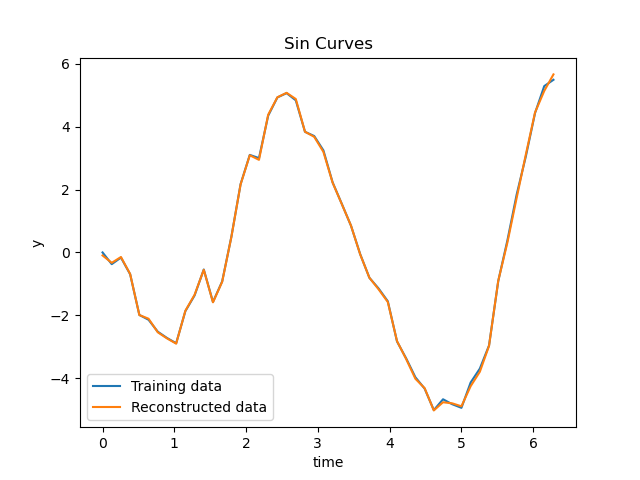 Sin Curves
6
4
2
0
−2
−4
y
Training data
Reconstructed data
0 1 2 3 4 5 6
time